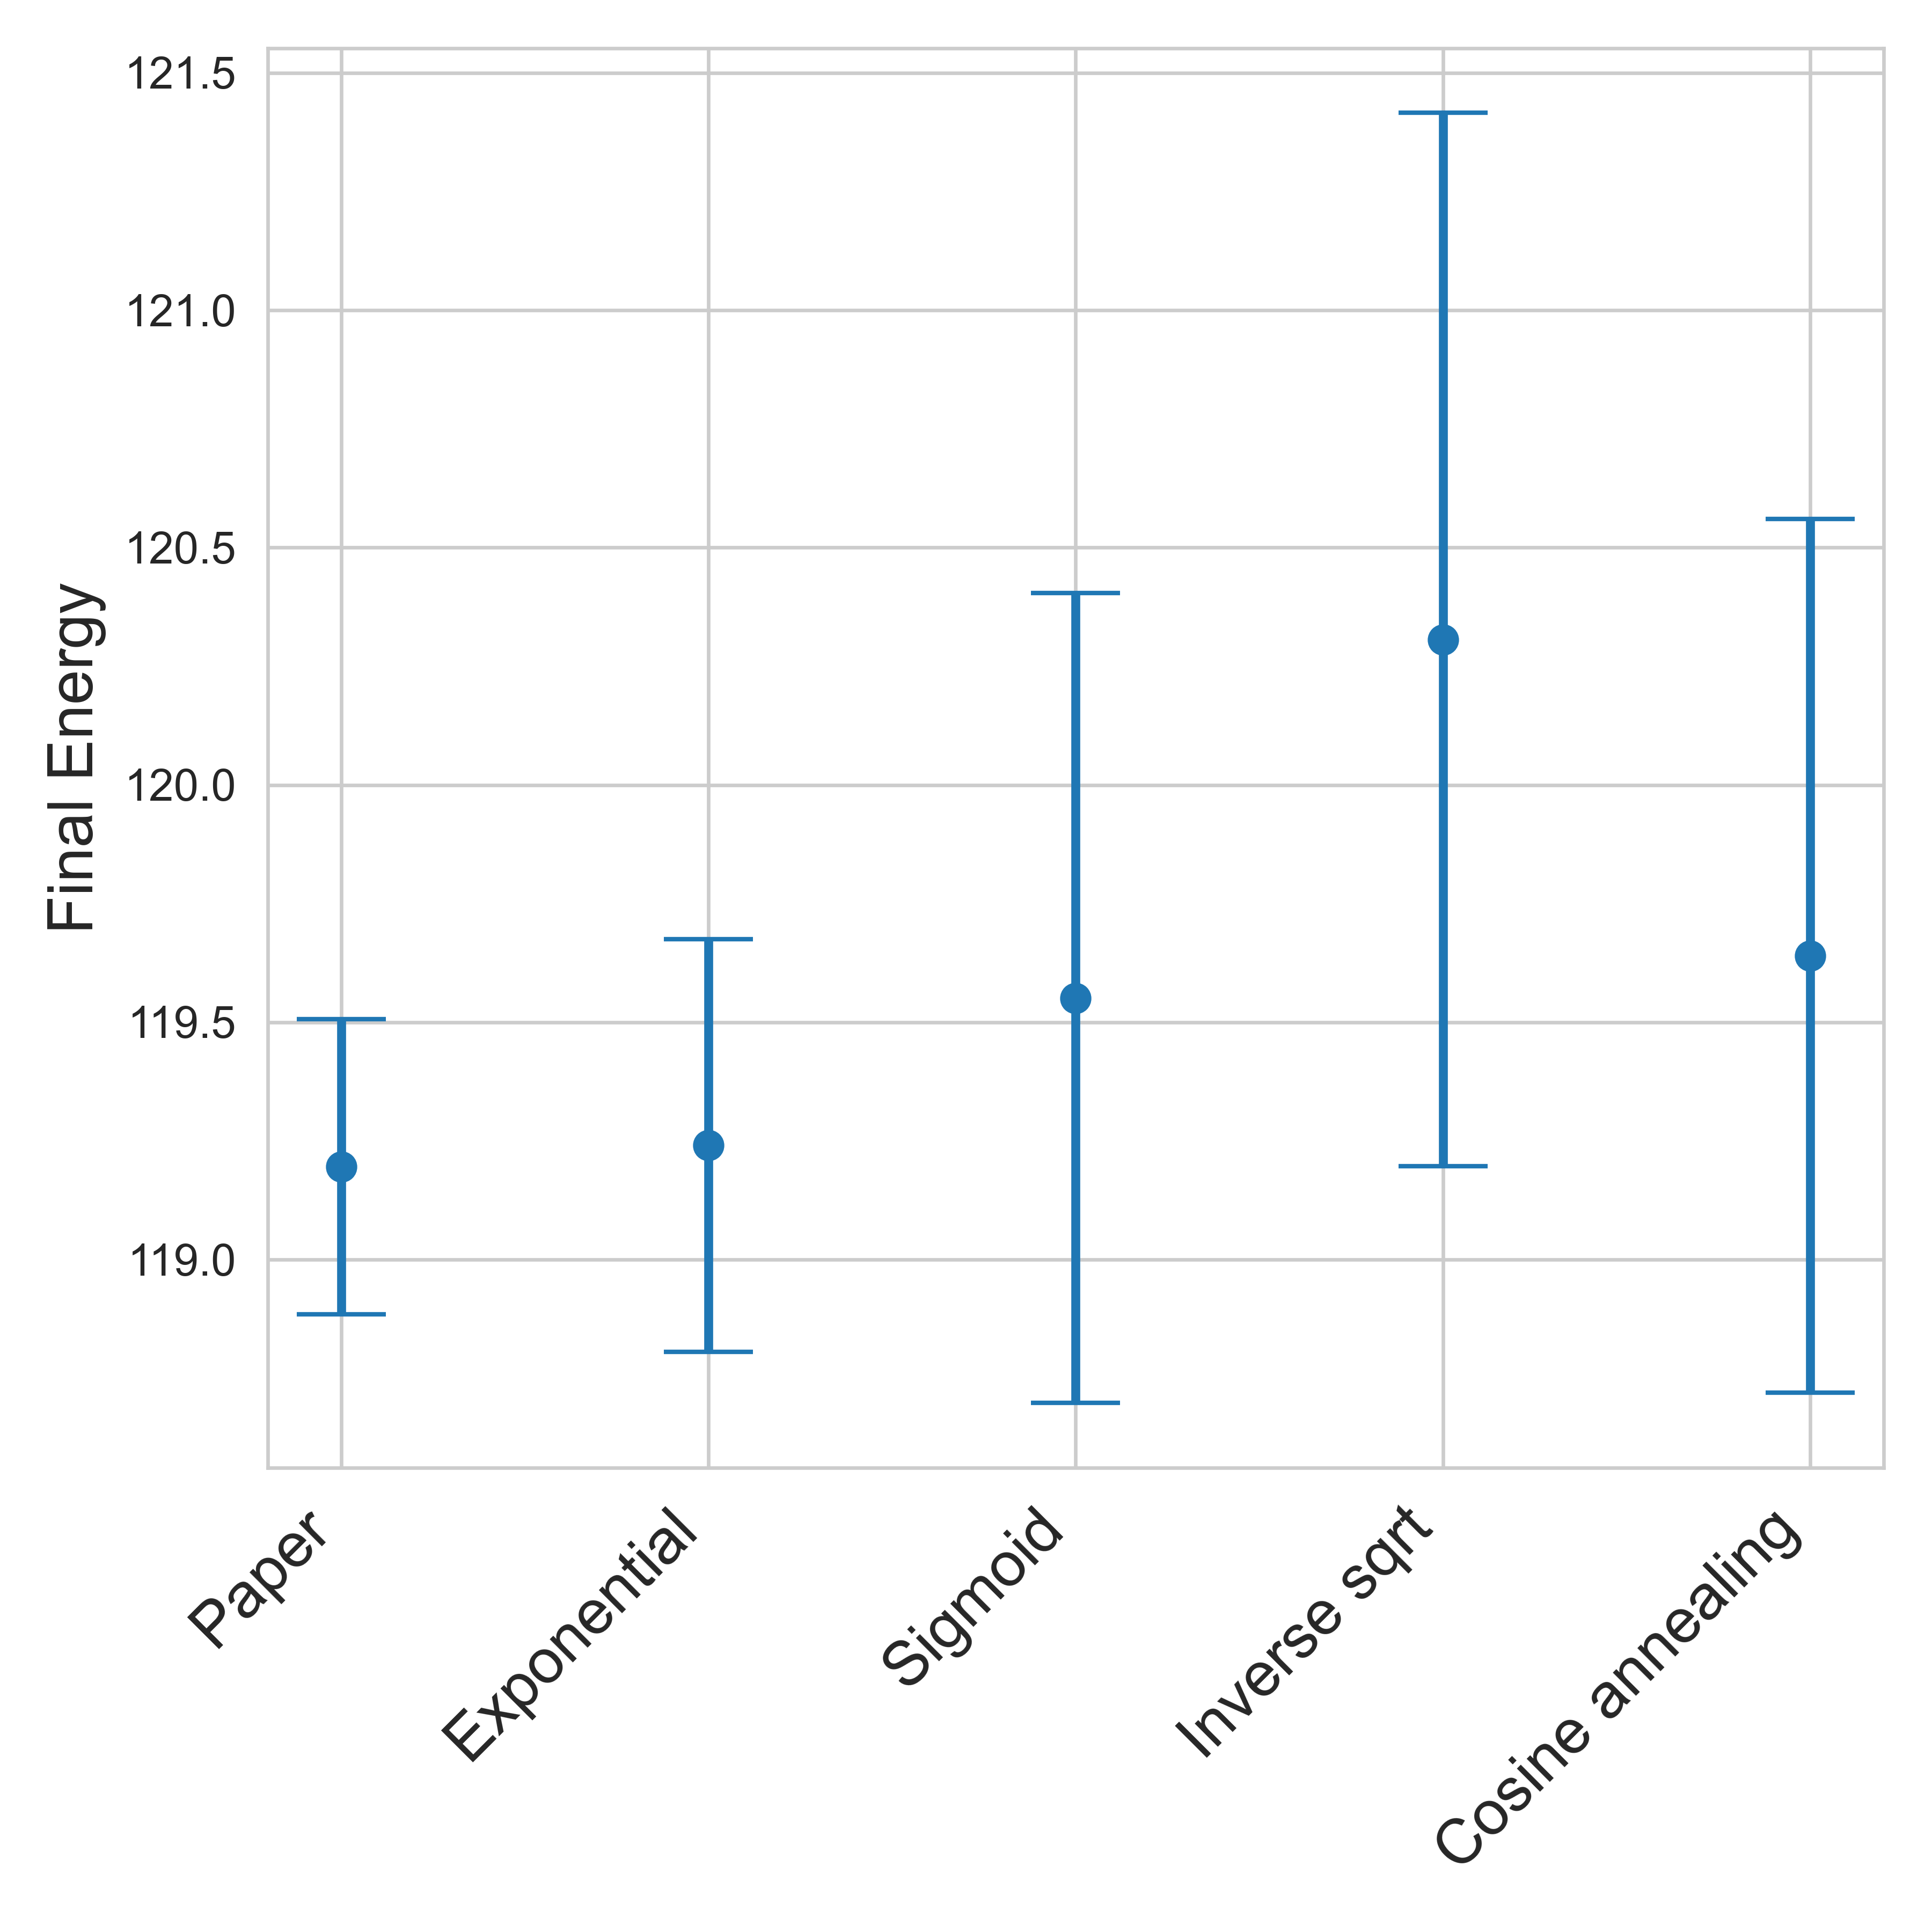 Final Energy
121.5
121.0
120.5
120.0
119.5
119.0
Paper
Exponential
Sigmoid
Inverse sqrt
Cosine annealing